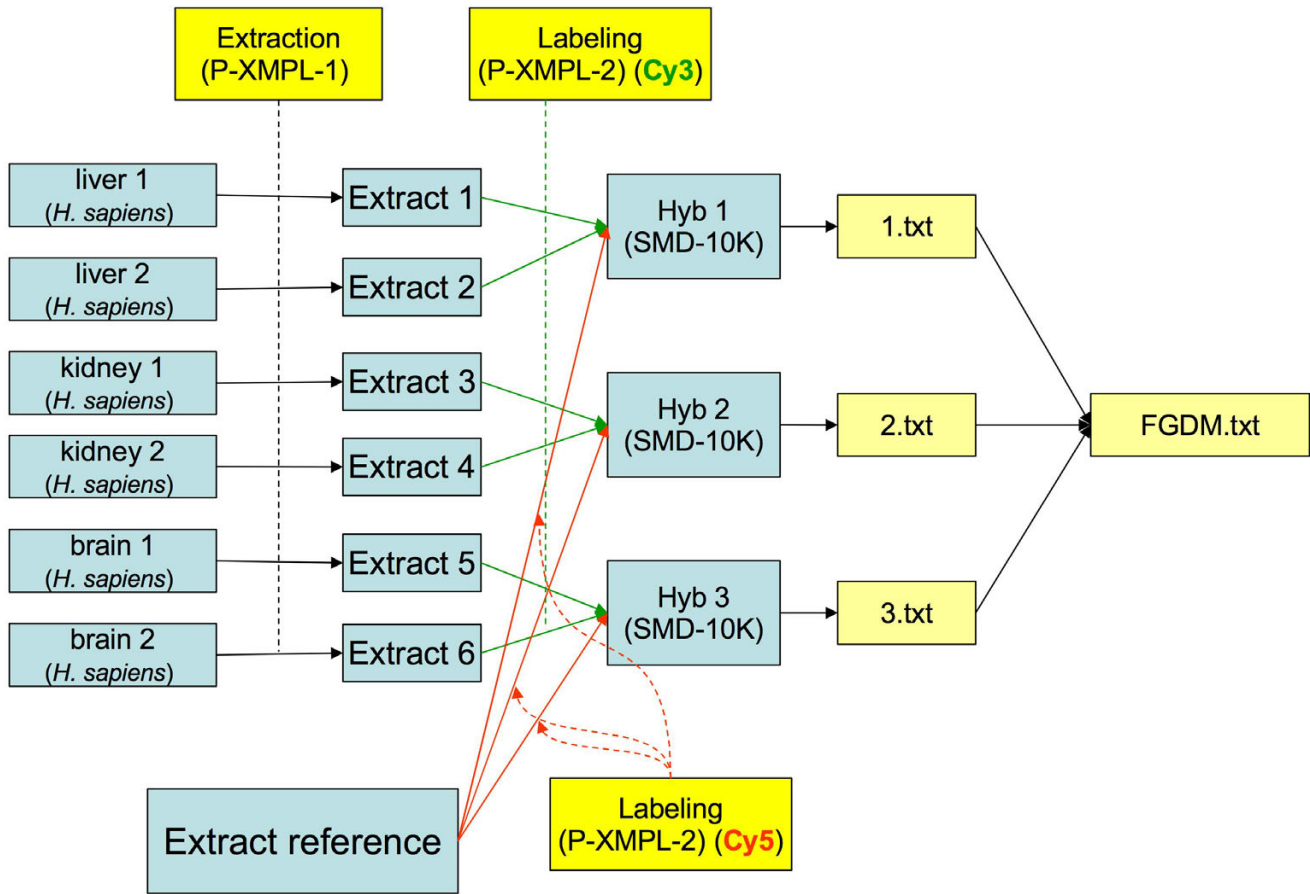 Extraction
(P-XMPL-1)
Labeling
(P-XMPL-2) (Cy3)
liver 1
(H. sapiens)
Extract 1
Hyb 1
(SMD-10K)
1.txt
liver 2
(H. sapiens)
Extract 2
kidney 1
(H. sapiens)
Extract 3
Hyb 2
(SMD-10K)
2.txt
FGDM.txt
kidney 2
(H. sapiens)
Extract 4
brain 1
(H. sapiens)
Extract 5
Hyb 3
(SMD-10K)
3.txt
brain 2
(H. sapiens)
Extract 6
Extract reference
Labeling
(P-XMPL-2) (Cy5)